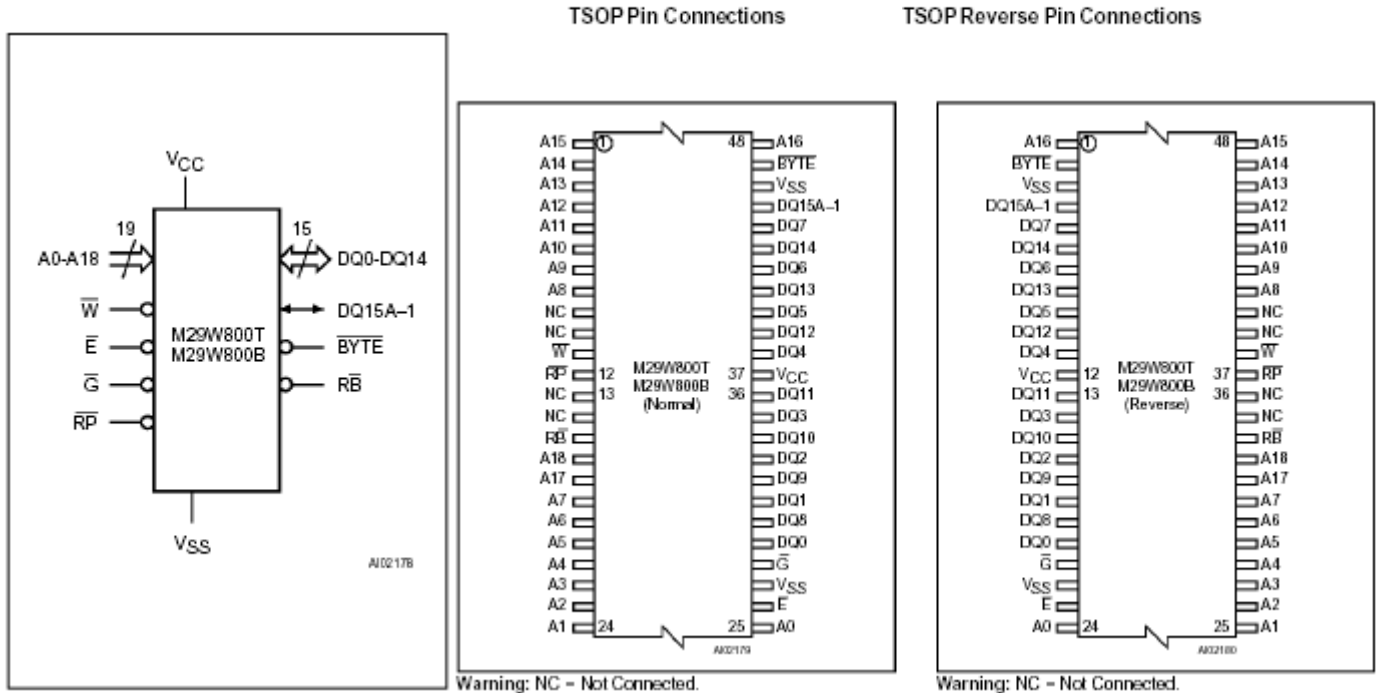 TSOP Pin Connections
TSOP Reverse Pin Connections
VCC
19
A0-A18
15
DQ0-DQ14
W̅
DQ15A–1
E̅
M29W800T
M29W800B
B̅Y̅T̅E̅
G̅
RB̅
R̅P̅
VSS
AI02178
A15 1 48 A16
A14 B̅Y̅T̅E̅
A13 VSS
A12 DQ15A–1
A11 DQ7
A10 DQ14
A9 DQ6
A8 DQ13
NC DQ5
NC DQ12
W̅ DQ4
R̅P̅ 12 M29W800T 37 VCC
NC 13 M29W800B 36 DQ11
NC (Normal) DQ3
RB̅ DQ10
A18 DQ2
A17 DQ9
A7 DQ1
A6 DQ8
A5 DQ0
A4 G̅
A3 VSS
A2 E̅
A1 24 25 A0
AI02179
Warning: NC – Not Connected.
A16 1 48 A15
B̅Y̅T̅E̅ A14
VSS A13
DQ15A–1 A12
DQ7 A11
DQ14 A10
DQ6 A9
DQ13 A8
DQ5 NC
DQ12 NC
DQ4 W̅
VCC 12 M29W800T 37 R̅P̅
DQ11 13 M29W800B 36 NC
DQ3 (Reverse) NC
DQ10 RB̅
DQ2 A18
DQ9 A17
DQ1 A7
DQ8 A6
DQ0 A5
G̅ A4
VSS A3
E̅ A2
A0 24 25 A1
AI02180
Warning: NC – Not Connected.